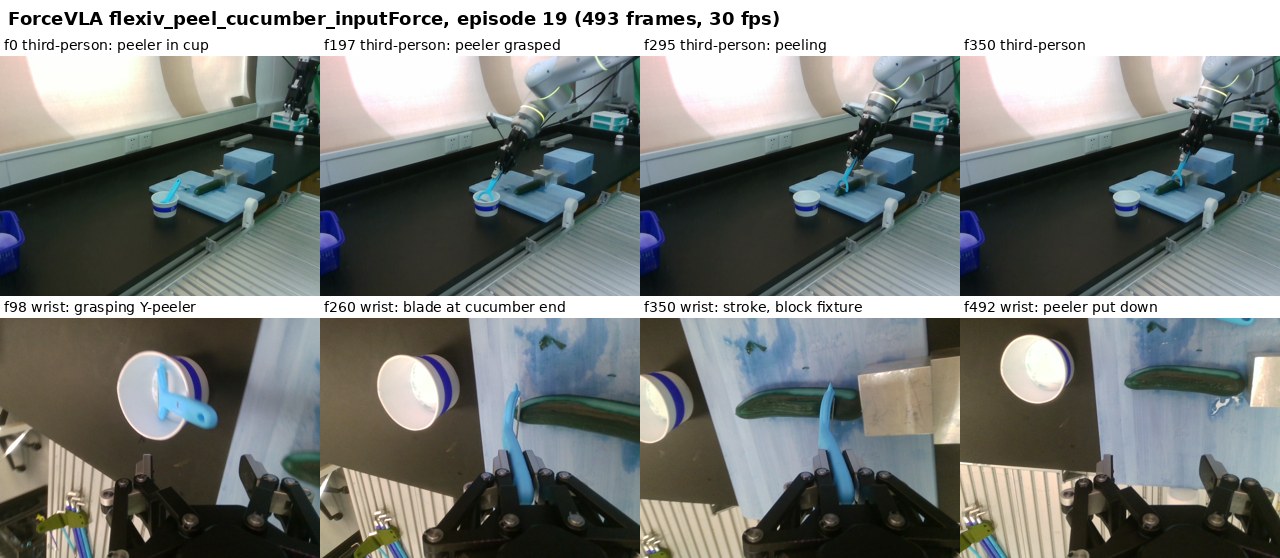 ForceVLA flexiv_peel_cucumber_inputForce, episode 19 (493 frames, 30 fps)
f0 third-person: peeler in cup
f197 third-person: peeler grasped
f295 third-person: peeling
f350 third-person
f98 wrist: grasping Y-peeler
f260 wrist: blade at cucumber end
f350 wrist: stroke, block fixture
f492 wrist: peeler put down